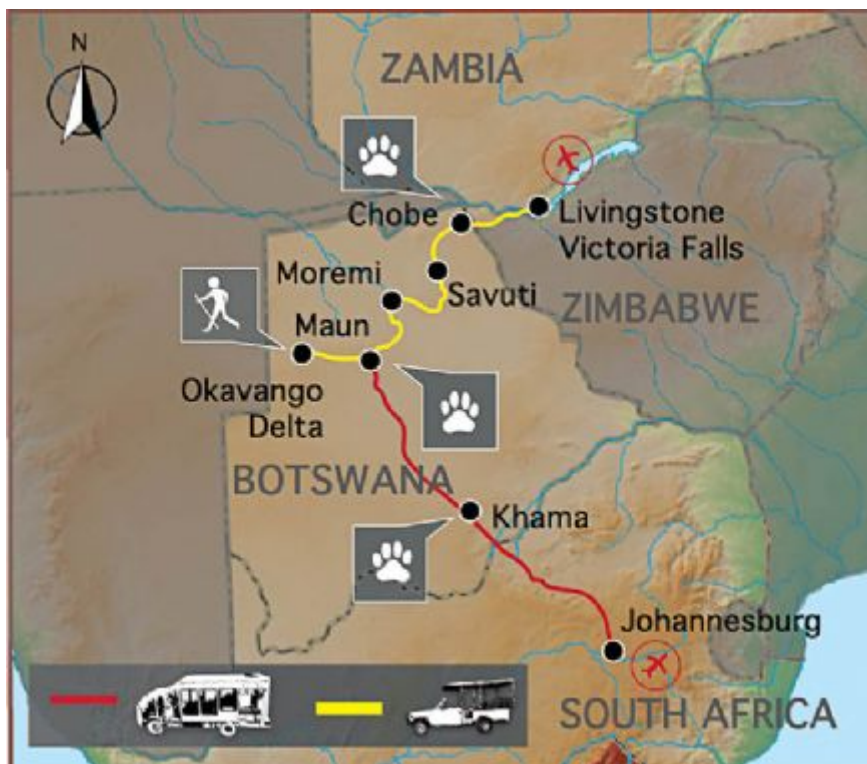 N
ZAMBIA
Chobe
Livingstone
Victoria Falls
Moremi
Savuti
ZIMBABWE
Maun
Okavango
Delta
BOTSWANA
Khama
Johannesburg
SOUTH AFRICA